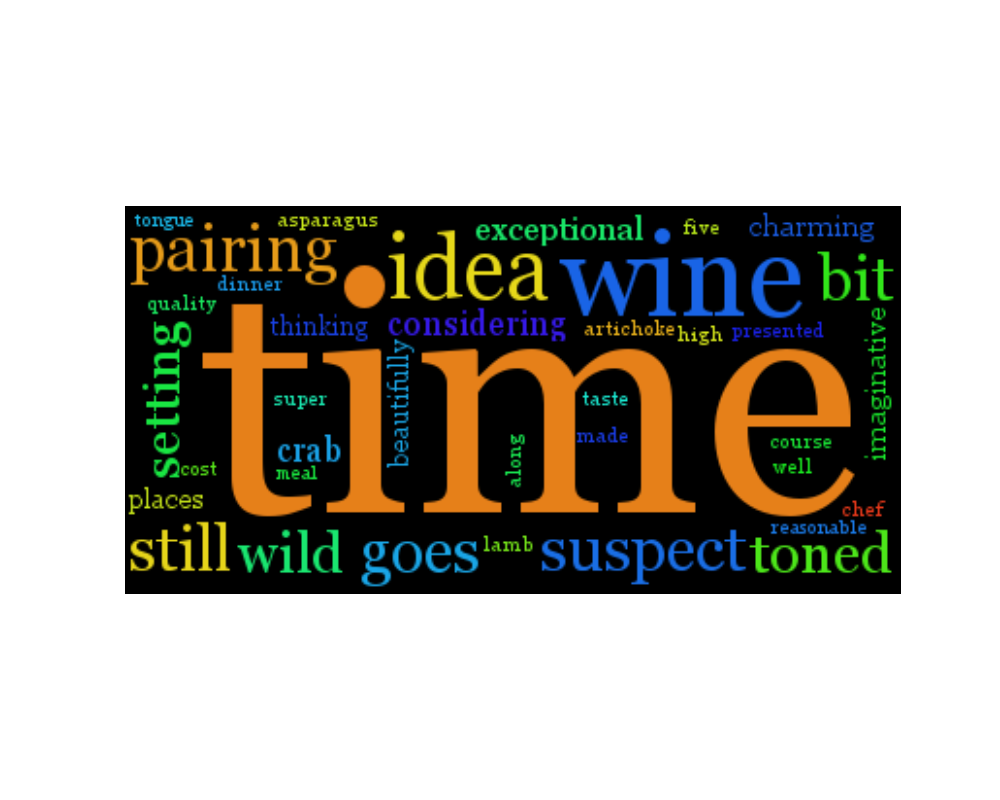 tongue asparagus exceptional five charming
pairing idea wine bit
dinner
quality thinking considering artichoke high presented
setting time beautifully imaginative
super taste
crab made
meal along course
cost well
places chef
reasonable
still wild goes lamb suspect toned